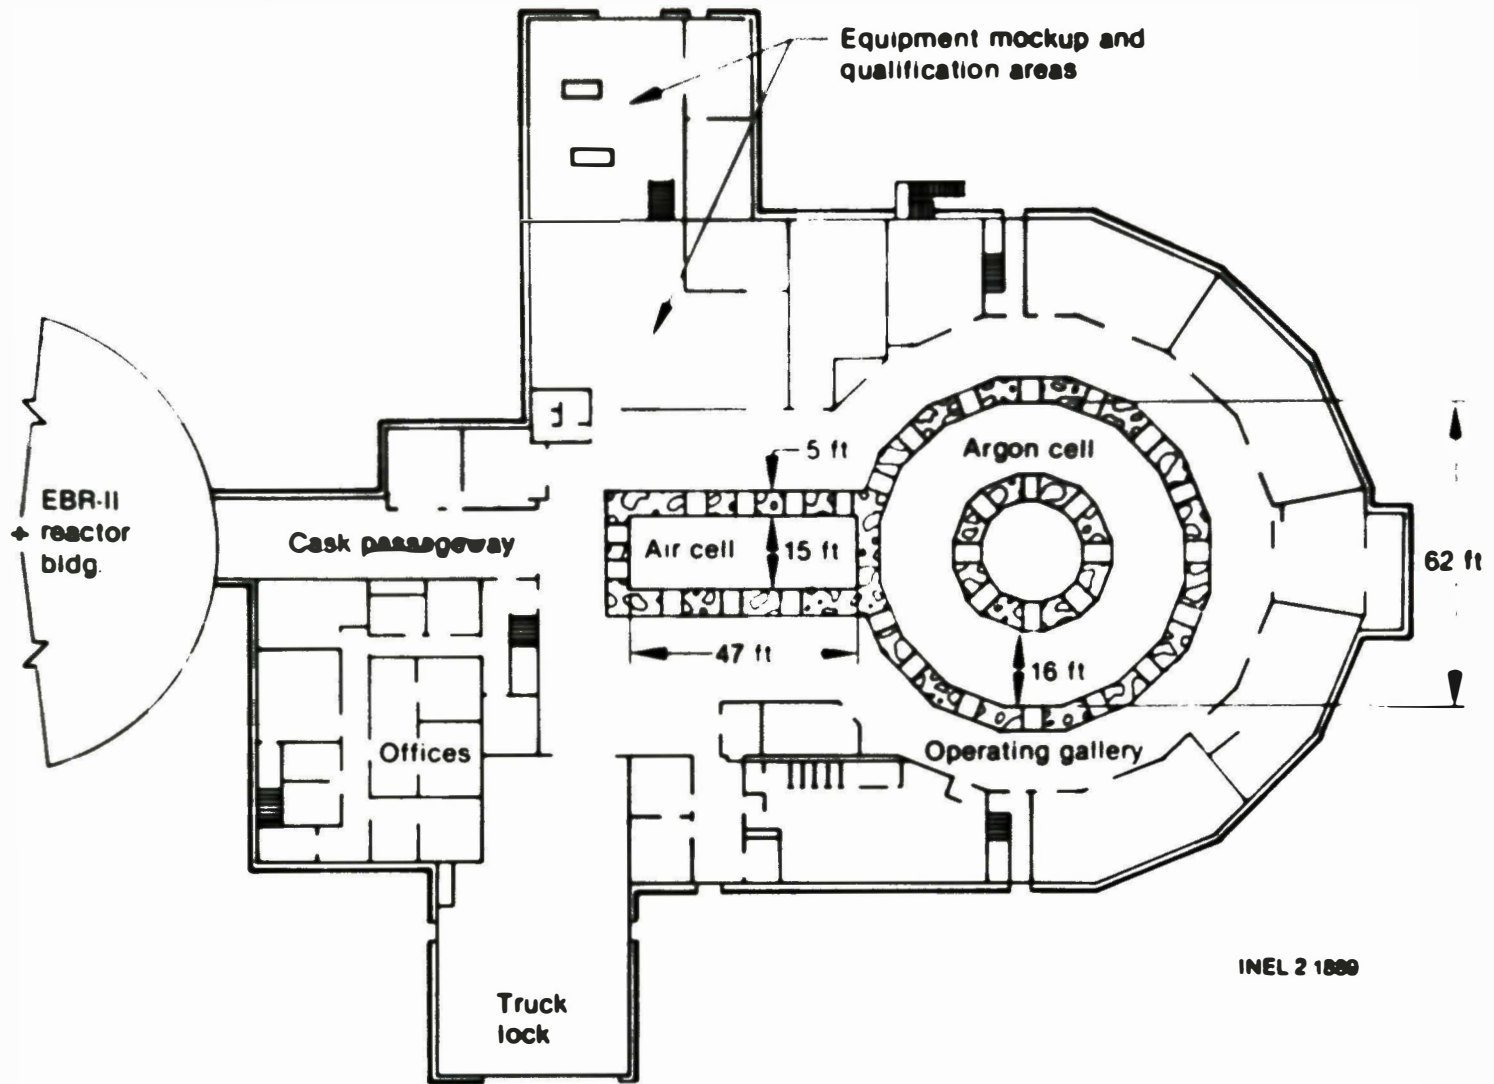 Equipment mockup and
qualification areas
5 ft
Argon cell
EBR-II
reactor
bldg.
Cask passageway
Air cell
15 ft
62 ft
47 ft
16 ft
Offices
Operating gallery
INEL 2 1889
Truck
lock